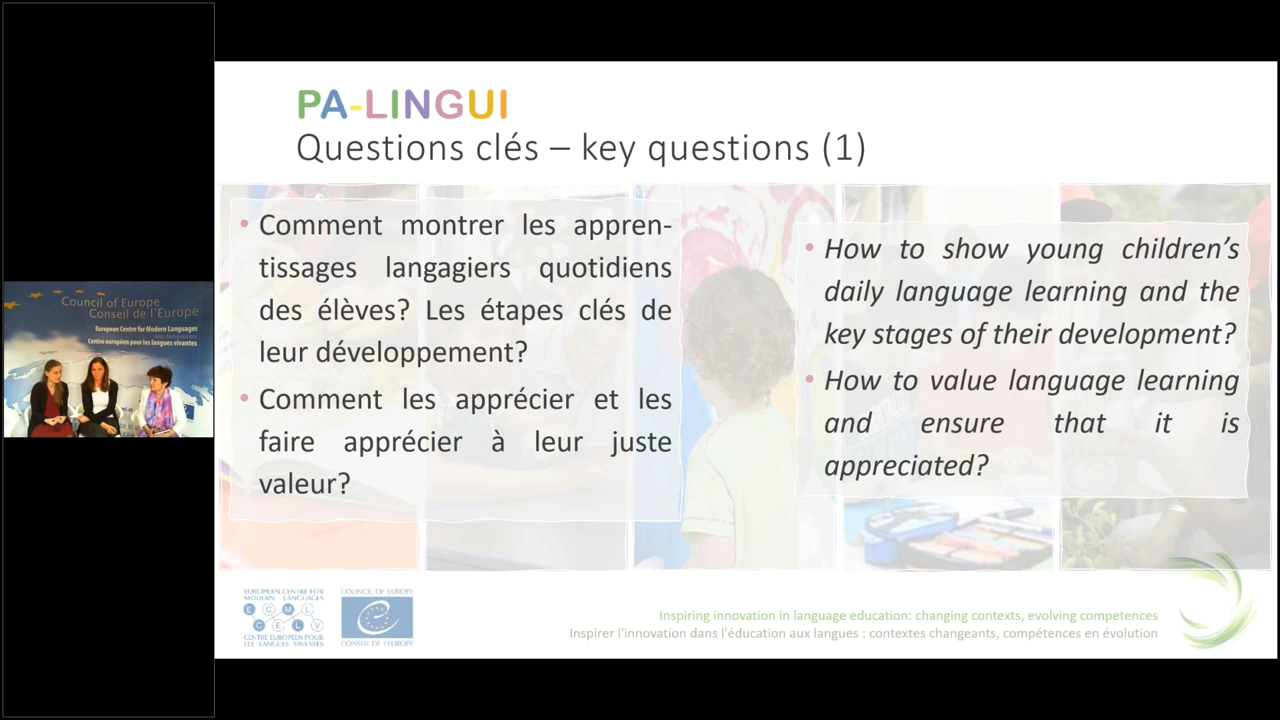 Council of Europe
Conseil de l'Europe
European Centre for Modern Languages
Centre européen pour les langues vivantes
PA-LINGUI
Questions clés – key questions (1)
• Comment montrer les appren-
tissages langagiers quotidiens
des élèves? Les étapes clés de
leur développement?
• Comment les apprécier et les
faire apprécier à leur juste
valeur?
• How to show young children’s
daily language learning and the
key stages of their development?
• How to value language learning
and ensure that it is
appreciated?
EUROPEAN CENTRE FOR
MODERN LANGUAGES
E C M L
C E L V
CENTRE EUROPEEN POUR
LES LANGUES VIVANTES
COUNCIL OF EUROPE
CONSEIL DE L'EUROPE
Inspiring innovation in language education: changing contexts, evolving competences
Inspirer l'innovation dans l'éducation aux langues : contextes changeants, compétences en évolution